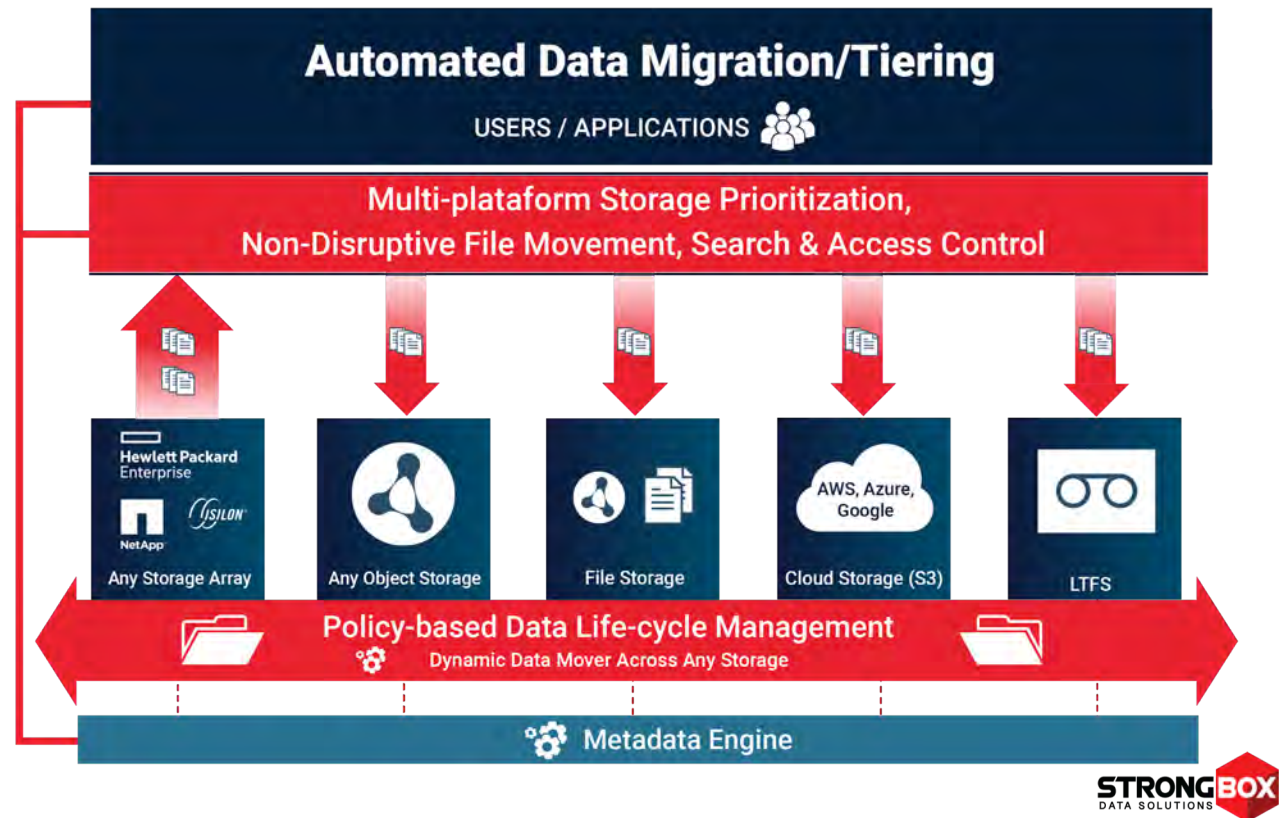 Automated Data Migration/Tiering
USERS / APPLICATIONS
Multi-plataform Storage Prioritization,
Non-Disruptive File Movement, Search & Access Control
Hewlett Packard
Enterprise
NetApp
ISILON
Any Storage Array
Any Object Storage
File Storage
AWS, Azure,
Google
Cloud Storage (S3)
LTFS
Policy-based Data Life-cycle Management
Dynamic Data Mover Across Any Storage
Metadata Engine
STRONGBOX
DATA SOLUTIONS